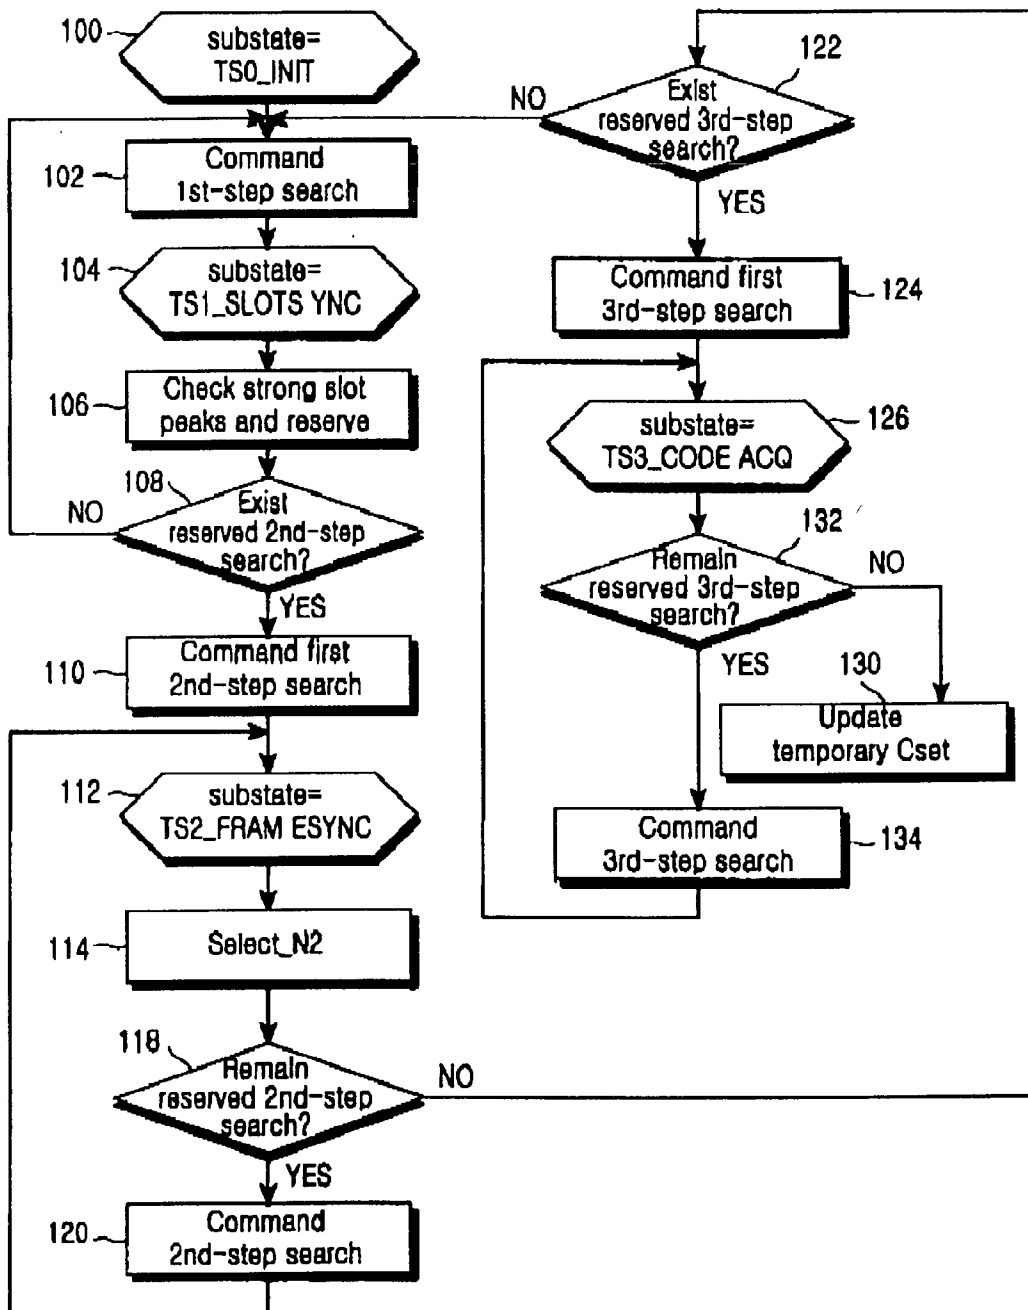 100
substate=
TS0_INIT
102
Command
1st-step search
104
substate=
TS1_SLOTS YNC
106
Check strong slot
peaks and reserve
108
NO
Exist
reserved 2nd-step
search?
YES
110
Command first
2nd-step search
112
substate=
TS2_FRAM ESYNC
114
Select_N2
118
Remain
reserved 2nd-step
search?
NO
YES
120
Command
2nd-step search
122
NO
Exist
reserved 3rd-step
search?
YES
Command first
3rd-step search
124
substate=
TS3_CODE ACQ
126
132
Remain
reserved 3rd-step
search?
NO
YES
130
Update
temporary Cset
Command
3rd-step search
134